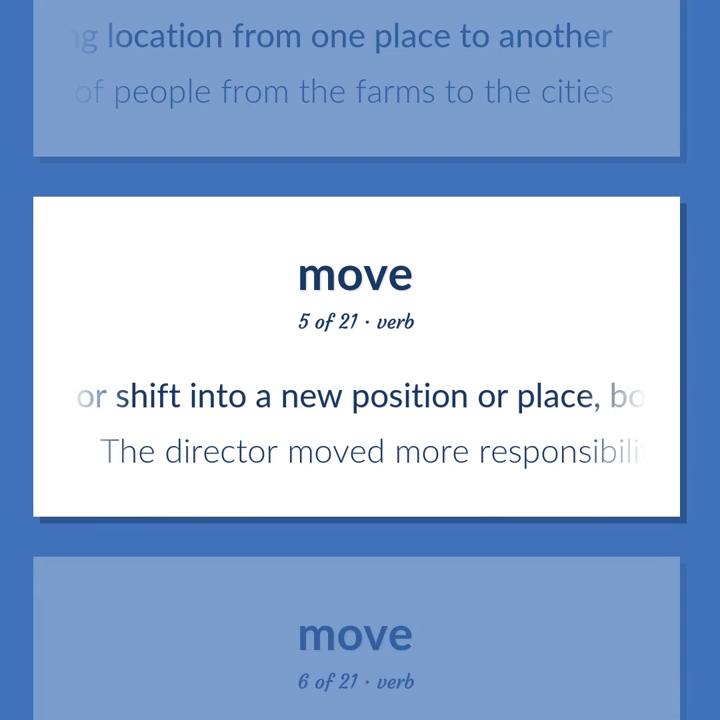 location from one place to another
of people from the farms to the cities
move
5 of 21 · verb
or shift into a new position or place,
The director moved more
move
6 of 21 · verb